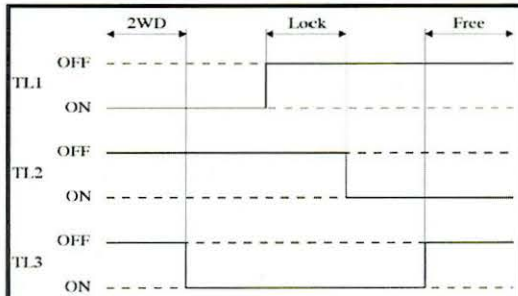 2WD Lock Free
OFF
TL1
ON
OFF
TL2
ON
OFF
TL3
ON